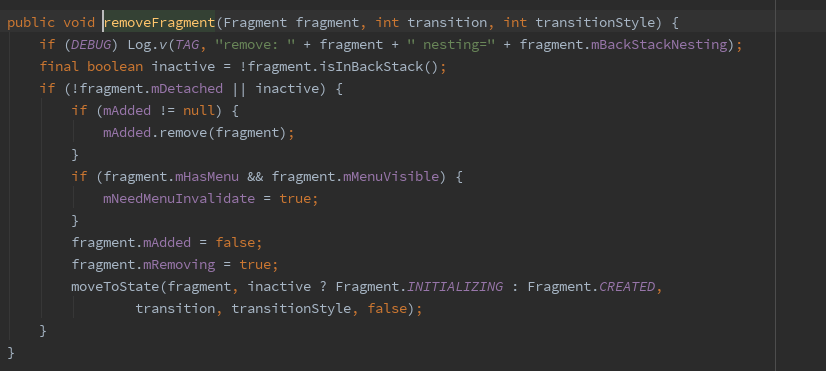 public void removeFragment(Fragment fragment, int transition, int transitionStyle) {
    if (DEBUG) Log.v(TAG, "remove: " + fragment + " nesting=" + fragment.mBackStackNesting);
    final boolean inactive = !fragment.isInBackStack();
    if (!fragment.mDetached || inactive) {
        if (mAdded != null) {
            mAdded.remove(fragment);
        }
        if (fragment.mHasMenu && fragment.mMenuVisible) {
            mNeedMenuInvalidate = true;
        }
        fragment.mAdded = false;
        fragment.mRemoving = true;
        moveToState(fragment, inactive ? Fragment.INITIALIZING : Fragment.CREATED,
                transition, transitionStyle, false);
    }
}